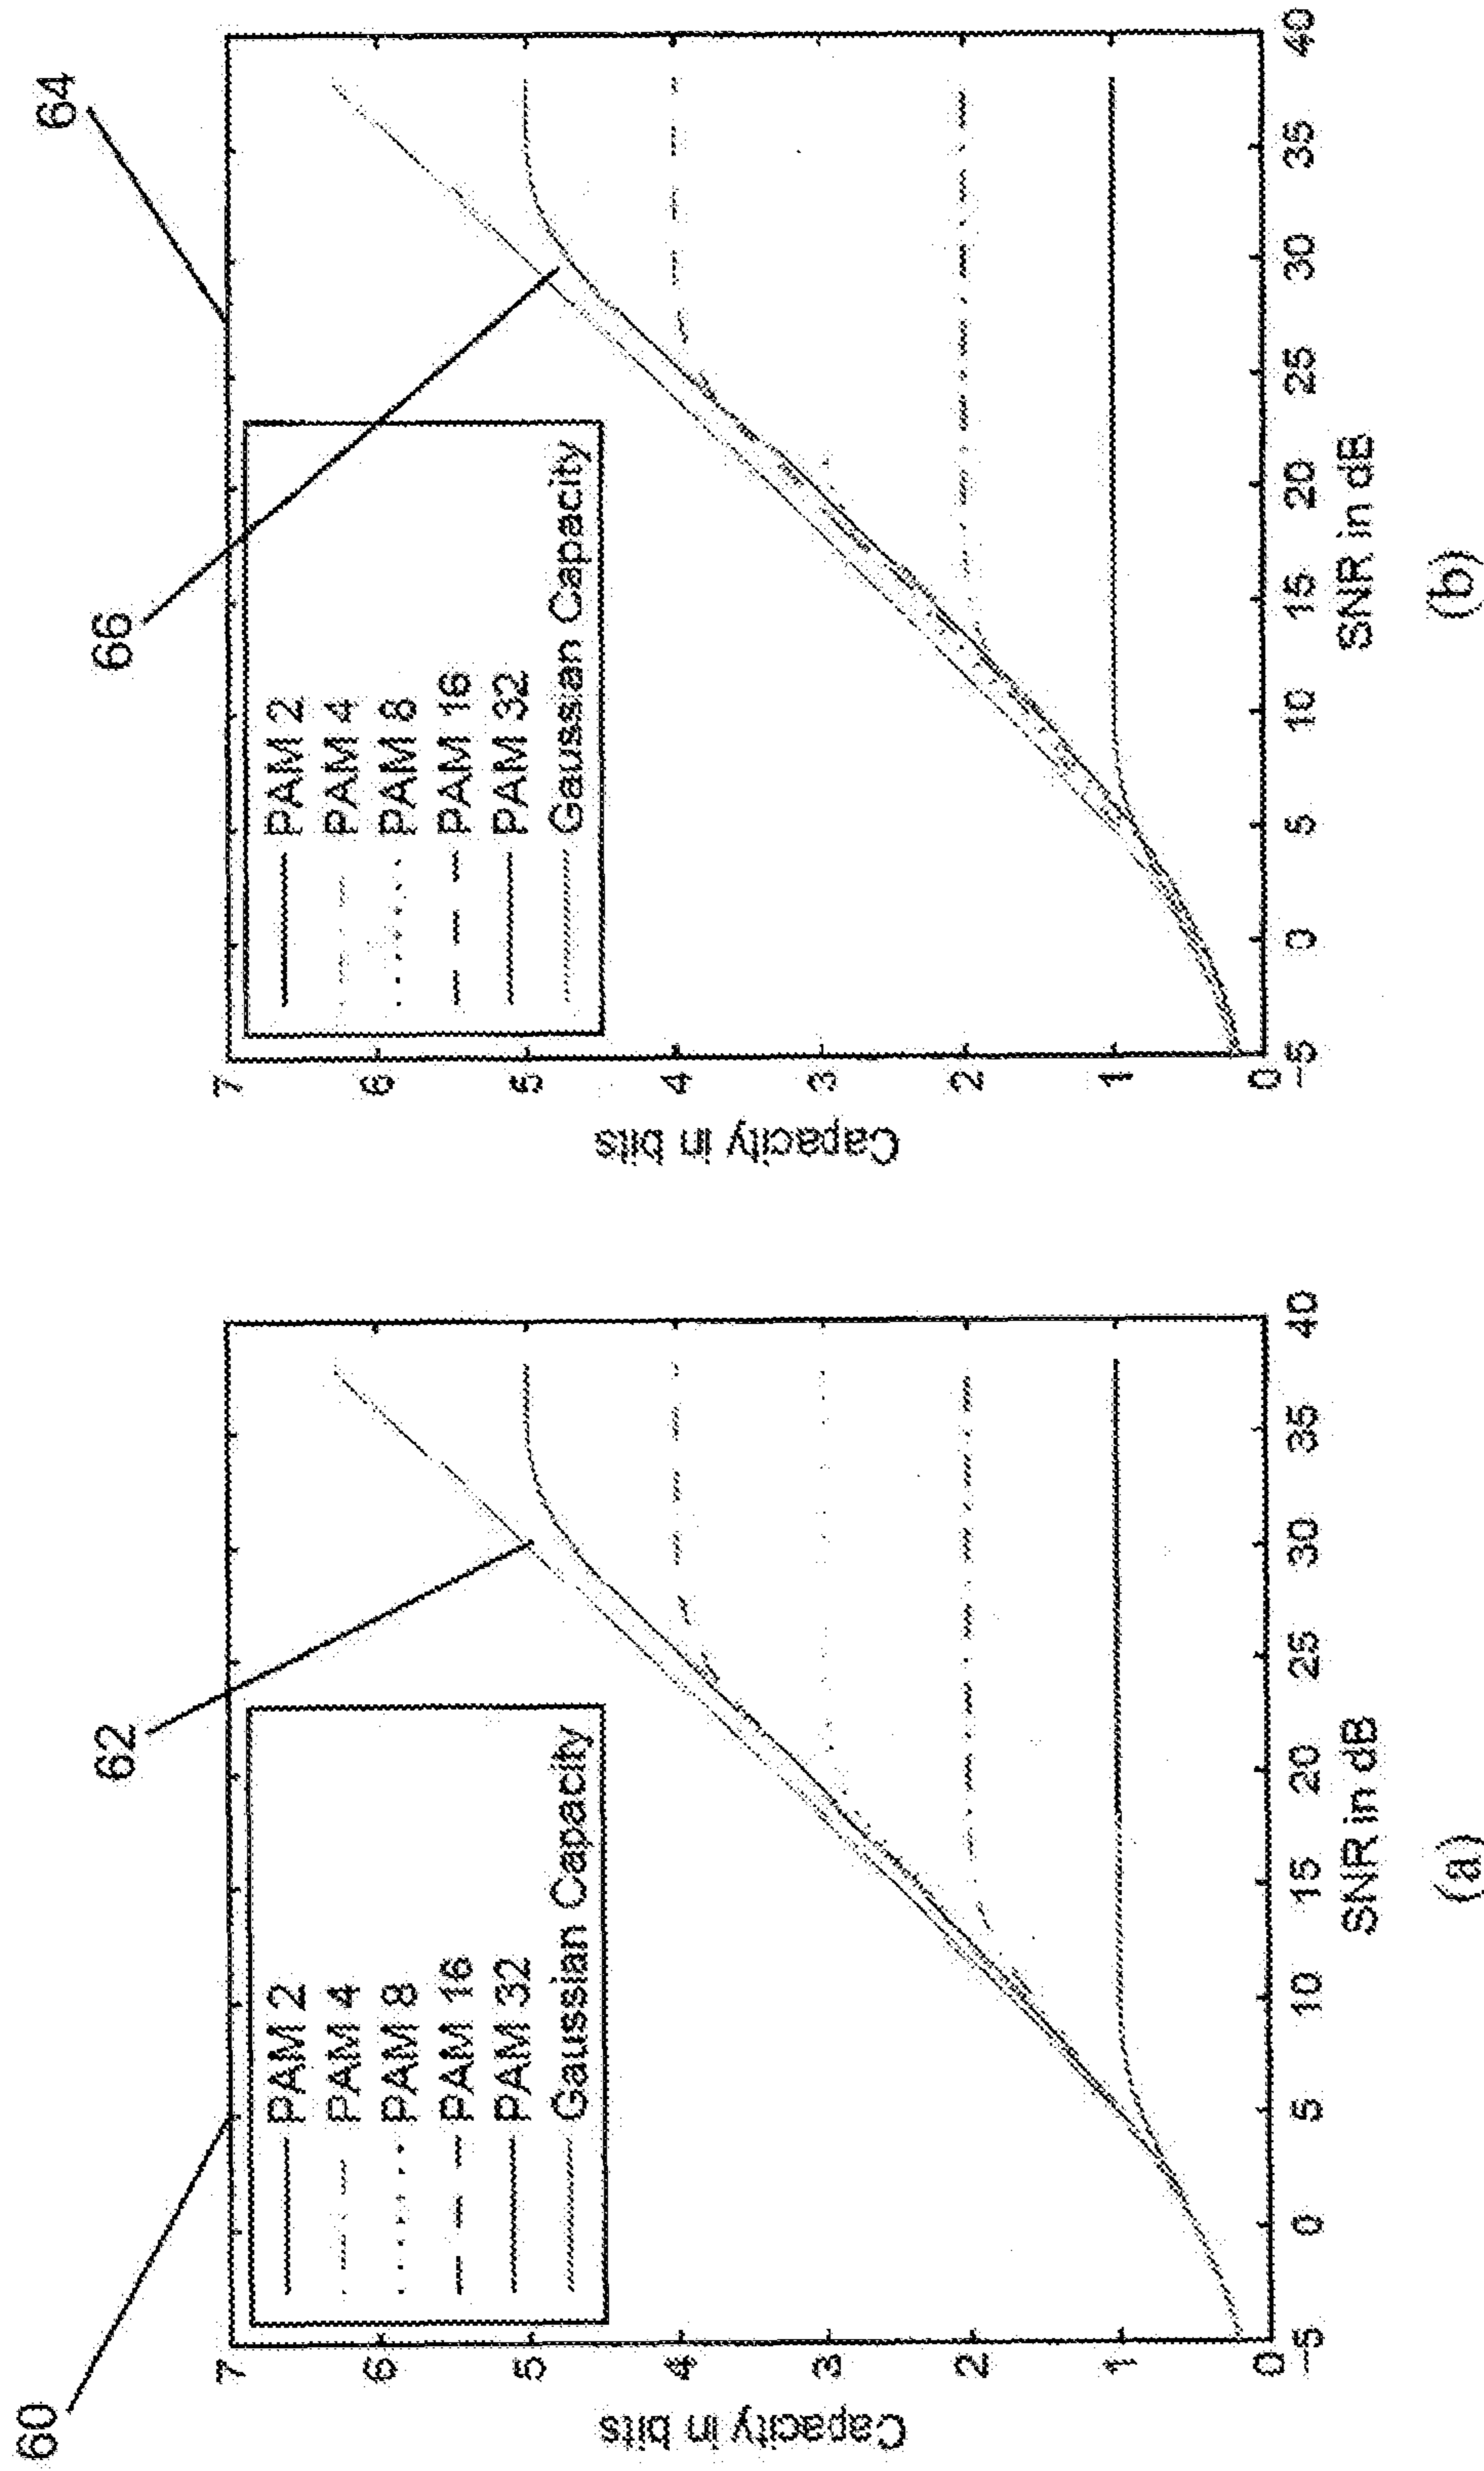 60
62
7
6
5
4
3
2
1
0
Capacity in bits
PAM 2
PAM 4
PAM 8
PAM 16
PAM 32
Gaussian Capacity
-5
0
5
10
15
20
25
30
35
40
SNR in dB
(a)
64
66
7
6
5
4
3
2
1
0
Capacity in bits
PAM 2
PAM 4
PAM 8
PAM 16
PAM 32
Gaussian Capacity
-5
0
5
10
15
20
25
30
35
40
SNR in dB
(b)